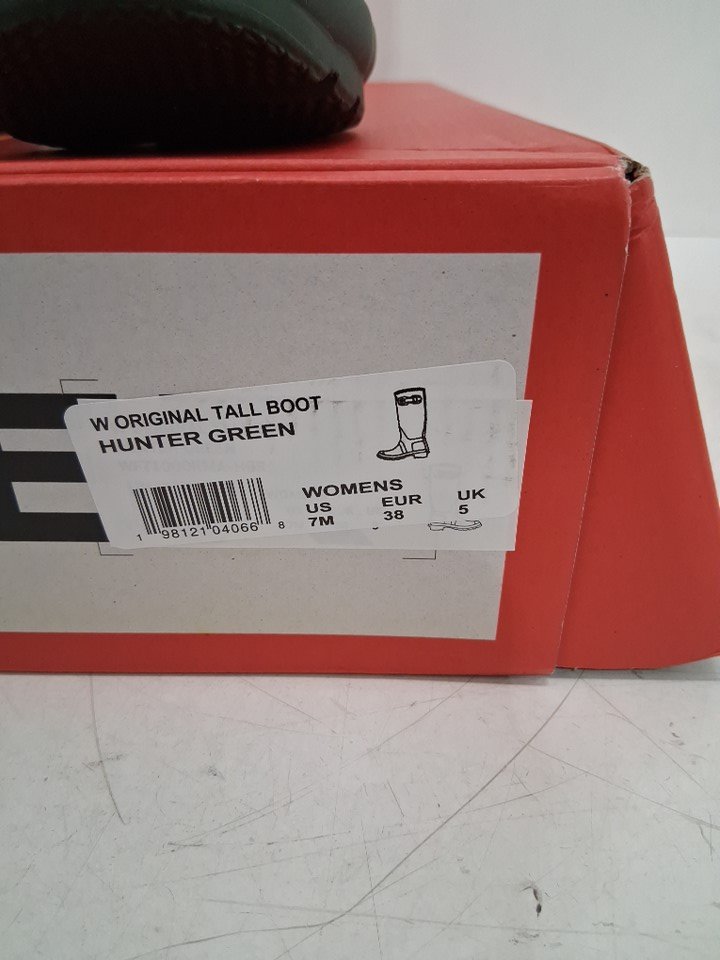 W ORIGINAL TALL BOOT
HUNTER GREEN
WOMENS
US EUR UK
7M 38 5
1 98121 04066 8
E